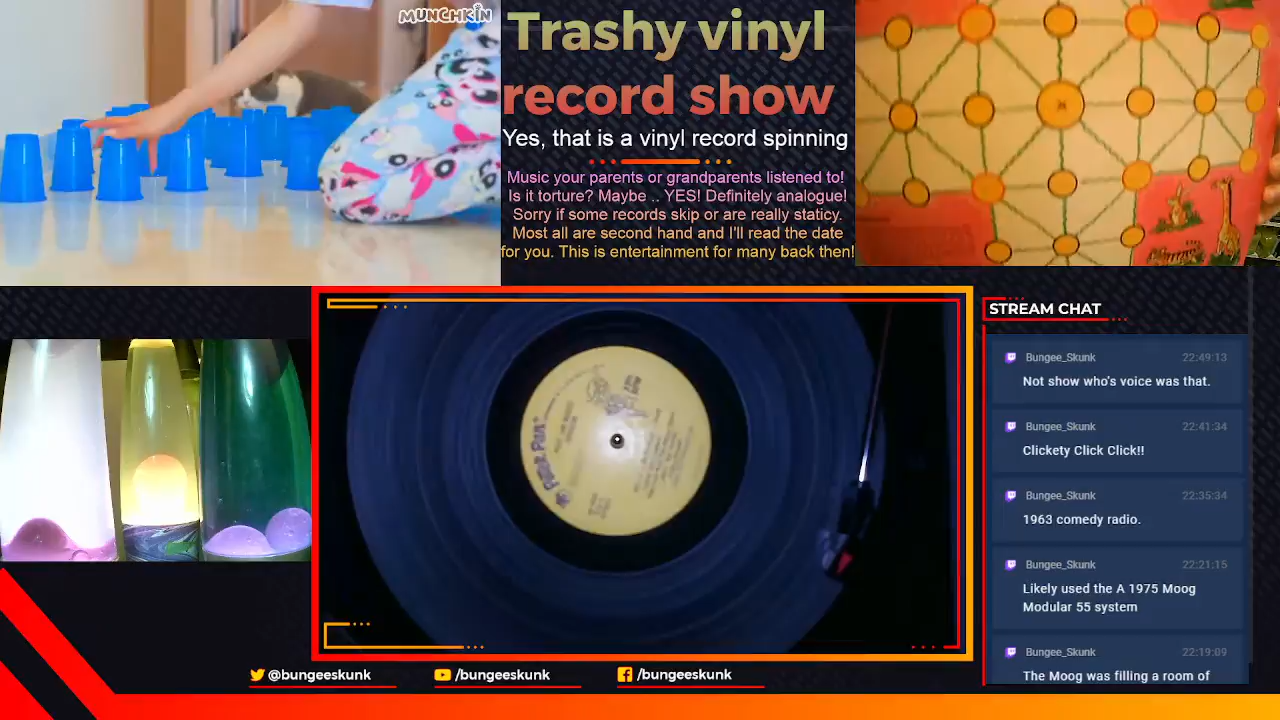 MUNCHKIN
Trashy vinyl
record show
Yes, that is a vinyl record spinning
Music your parents or grandparents listened to!
Is it torture? Maybe .. YES! Definitely analogue!
Sorry if some records skip or are really staticy.
Most all are second hand and I'll read the date
for you. This is entertainment for many back then!
Peter Pan
STREAM CHAT
Bungee_Skunk 22:49:13
Not show who's voice was that.
Bungee_Skunk 22:41:34
Clickety Click Click!!
Bungee_Skunk 22:35:34
1963 comedy radio.
Bungee_Skunk 22:21:15
Likely used the A 1975 Moog
Modular 55 system
Bungee_Skunk 22:19:09
The Moog was filling a room of
@bungeeskunk /bungeeskunk /bungeeskunk